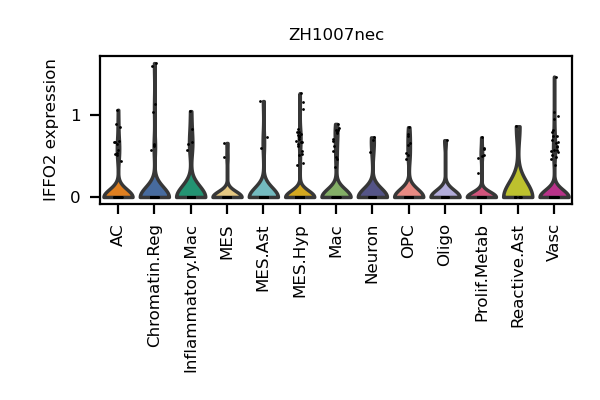 ZH1007nec
IFFO2 expression
1
0
AC
Chromatin.Reg
Inflammatory.Mac
MES
MES.Ast
MES.Hyp
Mac
Neuron
OPC
Oligo
Prolif.Metab
Reactive.Ast
Vasc